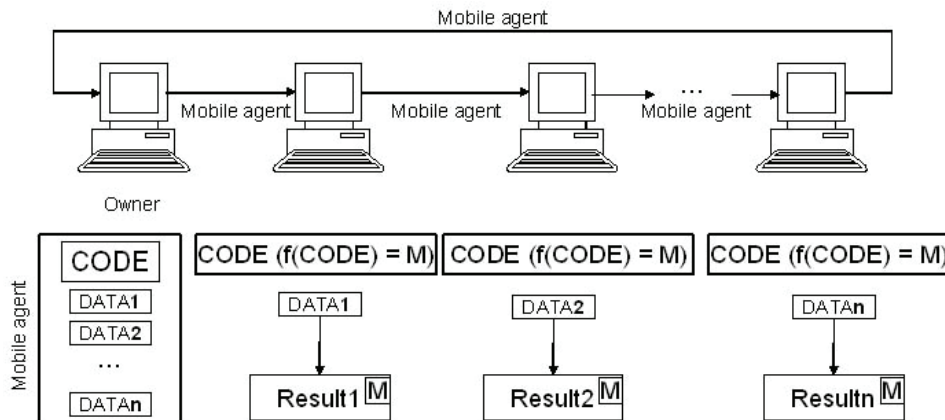 Mobile agent
Mobile agent
Mobile agent
...
Mobile agent
Owner
Mobile agent
CODE
DATA1
DATA2
...
DATAn
CODE (f(CODE) = M)
DATA1
Result1 M
CODE (f(CODE) = M)
DATA2
Result2 M
CODE (f(CODE) = M)
DATAn
Resultn M